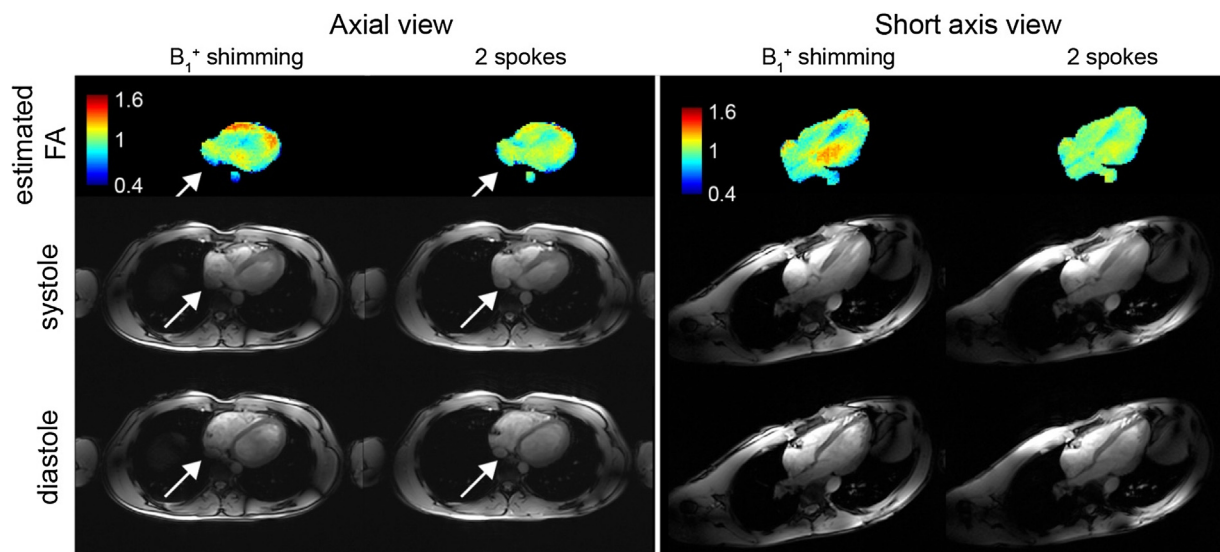 Axial view
Short axis view
B₁⁺ shimming
2 spokes
B₁⁺ shimming
2 spokes
estimated
FA
1.6
1
0.4
1.6
1
0.4
systole
diastole